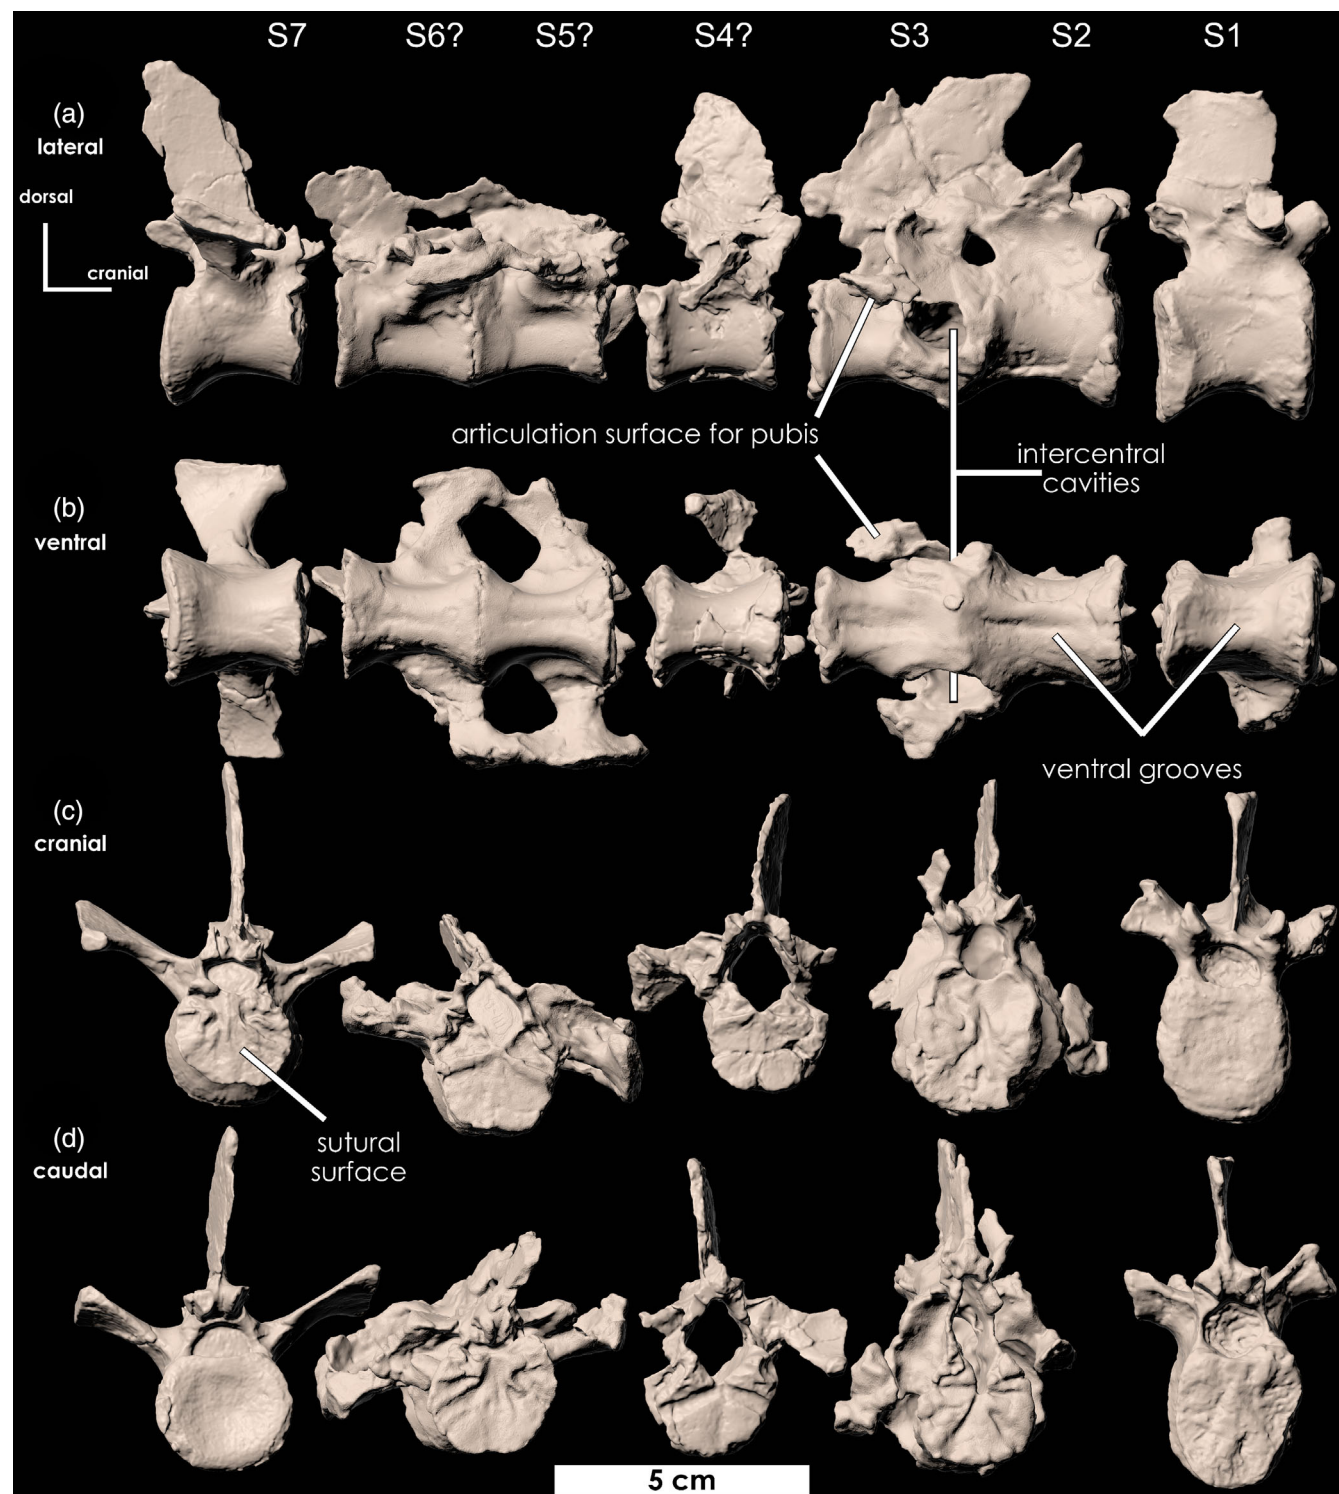 S7 S6? S5? S4? S3 S2 S1
(a)
lateral
dorsal
cranial
articulation surface for pubis
intercentral
cavities
(b)
ventral
ventral grooves
(c)
cranial
sutural
surface
(d)
caudal
5 cm